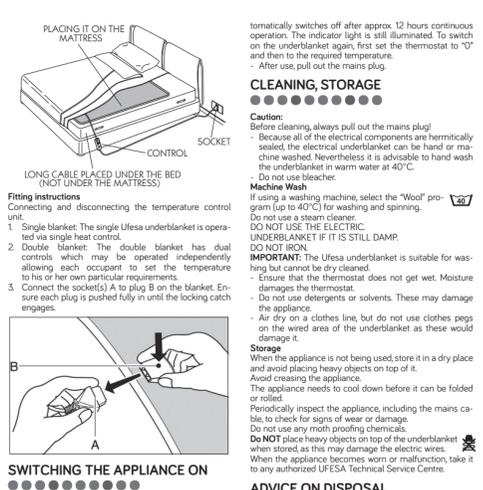 PLACING IT ON THE
MATTRESS
SOCKET
CONTROL
LONG CABLE PLACED UNDER THE BED
(NOT UNDER THE MATTRESS)
Fitting instructions
Connecting and disconnecting the temperature control
unit.
1. Single blanket: The single Ufesa underblanket is opera-
ted via single heat control.
2. Double blanket: The double blanket has dual
controls which may be operated independently
allowing each occupant to set the temperature
to his or her own particular requirements.
3. Connect the socket(s) A to plug B on the blanket. En-
sure each plug is pushed fully in until the locking catch
engages.
B
A
SWITCHING THE APPLIANCE ON
tomatically switches off after approx. 12 hours continuous
operation. The indicator light is still illuminated. To switch
on the underblanket again, first set the thermostat to “0”
and then to the required temperature.
- After use, pull out the mains plug.
CLEANING, STORAGE
Caution:
Before cleaning, always pull out the mains plug!
- Because all of the electrical components are hermitically
sealed, the electrical underblanket can be hand or ma-
chine washed. Nevertheless it is advisable to hand wash
the underblanket in warm water at 40°C.
- Do not use bleacher.
Machine Wash
If using a washing machine, select the “Wool” pro-
gram (up to 40°C) for washing and spinning.
40
Do not use a steam cleaner.
DO NOT USE THE ELECTRIC.
UNDERBLANKET IF IT IS STILL DAMP.
DO NOT IRON.
IMPORTANT: The Ufesa underblanket is suitable for was-
hing but cannot be dry cleaned.
- Ensure that the thermostat does not get wet. Moisture
damages the thermostat.
- Do not use detergents or solvents. These may damage
the appliance.
- Air dry on a clothes line, but do not use clothes pegs
on the wired area of the underblanket as these would
damage it.
Storage
When the appliance is not being used, store it in a dry place
and avoid placing heavy objects on top of it.
Avoid creasing the appliance.
The appliance needs to cool down before it can be folded
or rolled.
Periodically inspect the appliance, including the mains ca-
ble, to check for signs of wear or damage.
Do not use any moth proofing chemicals.
Do NOT place heavy objects on top of the underblanket
when stored, as this may damage the electric wires.
When the appliance becomes worn or malfunction, take it
to any authorized UFESA Technical Service Centre.
ADVICE ON DISPOSAL